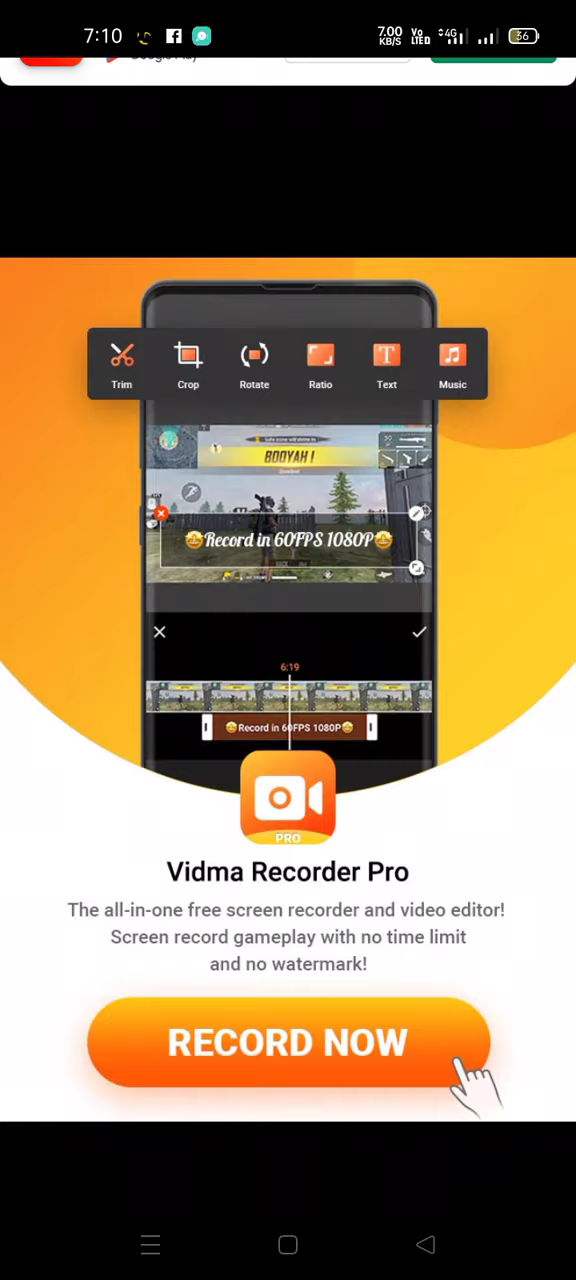 7:10
7.00
KB/S
Vo
LTE
4G
36
Google Play
Trim
Crop
Rotate
Ratio
Text
Music
BOOYAH !
🤩Record in 60FPS 1080P🤩
6:19
🤩Record in 60FPS 1080P🤩
PRO
Vidma Recorder Pro
The all-in-one free screen recorder and video editor!
Screen record gameplay with no time limit
and no watermark!
RECORD NOW